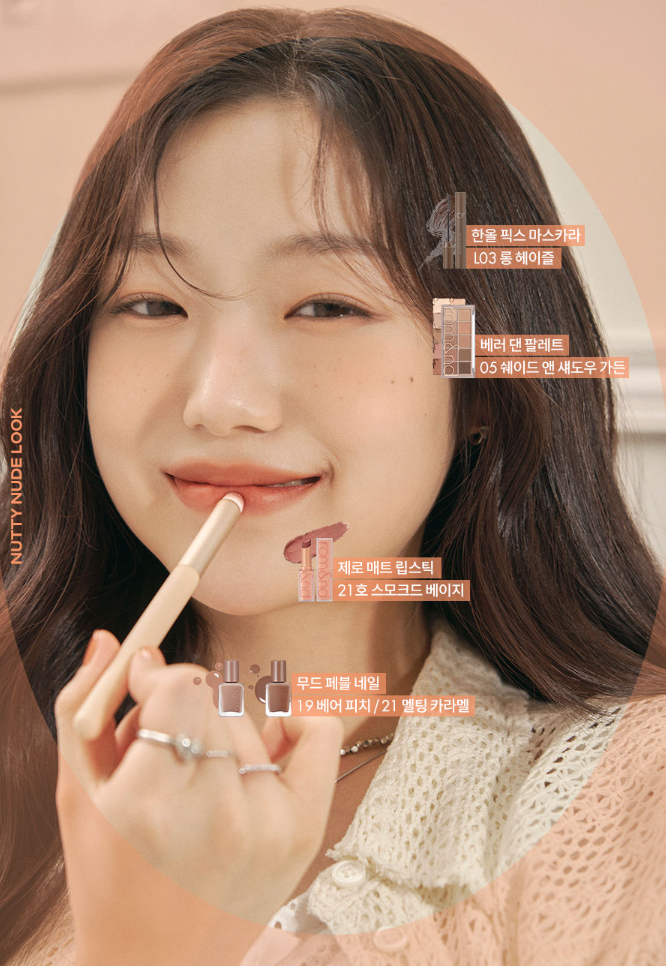 한올 픽스 마스카라
L03 롱 헤이즐
베러 댄 팔레트
05 쉐이드 앤 섀도우 가든
NUTTY NUDE LOOK
rom&nd
제로 매트 립스틱
21호 스모크드 베이지
무드 페블 네일
19 베어 피치 / 21 멜팅 카라멜